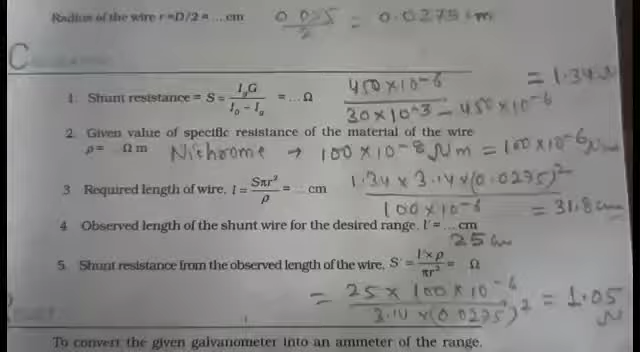 Radius of the wire r = D/2 = ... cm 0.055/2 = 0.0275 cm
1. Shunt resistance = S = IgG/(I0 – Ig) = ... Ω 450×10-6/(30×10^-3 – 450×10-6) = 1.34 Ω
2. Given value of specific resistance of the material of the wire
ρ = Ω m Nichrome → 100×10-8 Ωm = 100×10-6
3 Required length of wire, l = Sπr²/ρ = ... cm 1.34×3.14×(0.0275)²/100×10-6 = 31.8 cm
4 Observed length of the shunt wire for the desired range, l' = ... cm
25 cm
5. Shunt resistance from the observed length of the wire, S' = l'×ρ/πr² = Ω
= 25×100×10-6/3.14×(0.0275)² = 1.05 Ω
To convert the given galvanometer into an ammeter of the range.